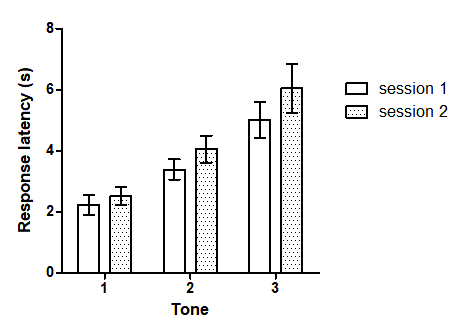 Response latency (s)
8
6
4
2
0
1
2
3
Tone
session 1
session 2